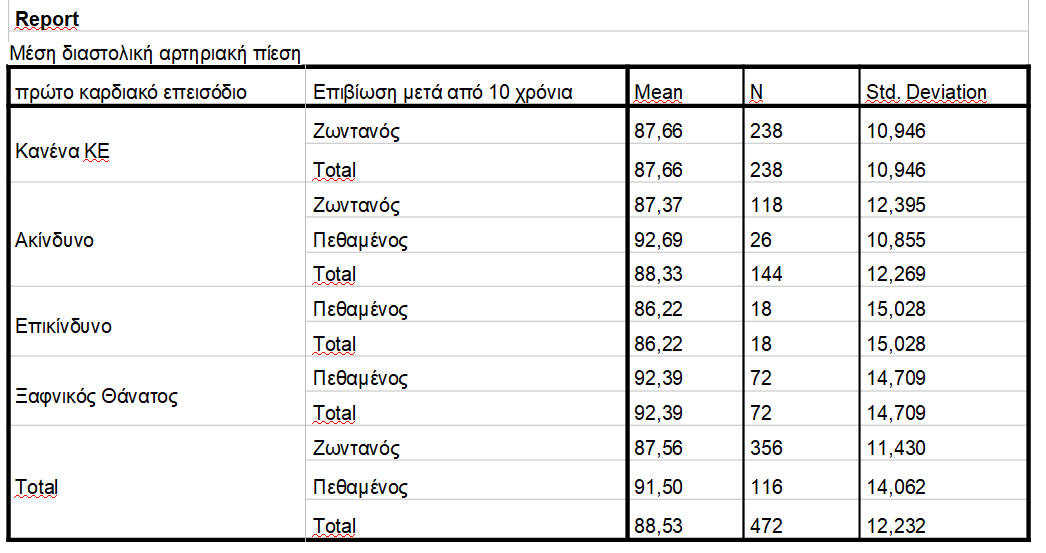 Report
Μέση διαστολική αρτηριακή πίεση
πρώτο καρδιακό επεισόδιο Επιβίωση μετά από 10 χρόνια Mean N Std. Deviation
Κανένα ΚΕ Ζωντανός 87,66 238 10,946
Total 87,66 238 10,946
Ακίνδυνο Ζωντανός 87,37 118 12,395
Πεθαμένος 92,69 26 10,855
Total 88,33 144 12,269
Επικίνδυνο Πεθαμένος 86,22 18 15,028
Total 86,22 18 15,028
Ξαφνικός Θάνατος Πεθαμένος 92,39 72 14,709
Total 92,39 72 14,709
Total Ζωντανός 87,56 356 11,430
Πεθαμένος 91,50 116 14,062
Total 88,53 472 12,232